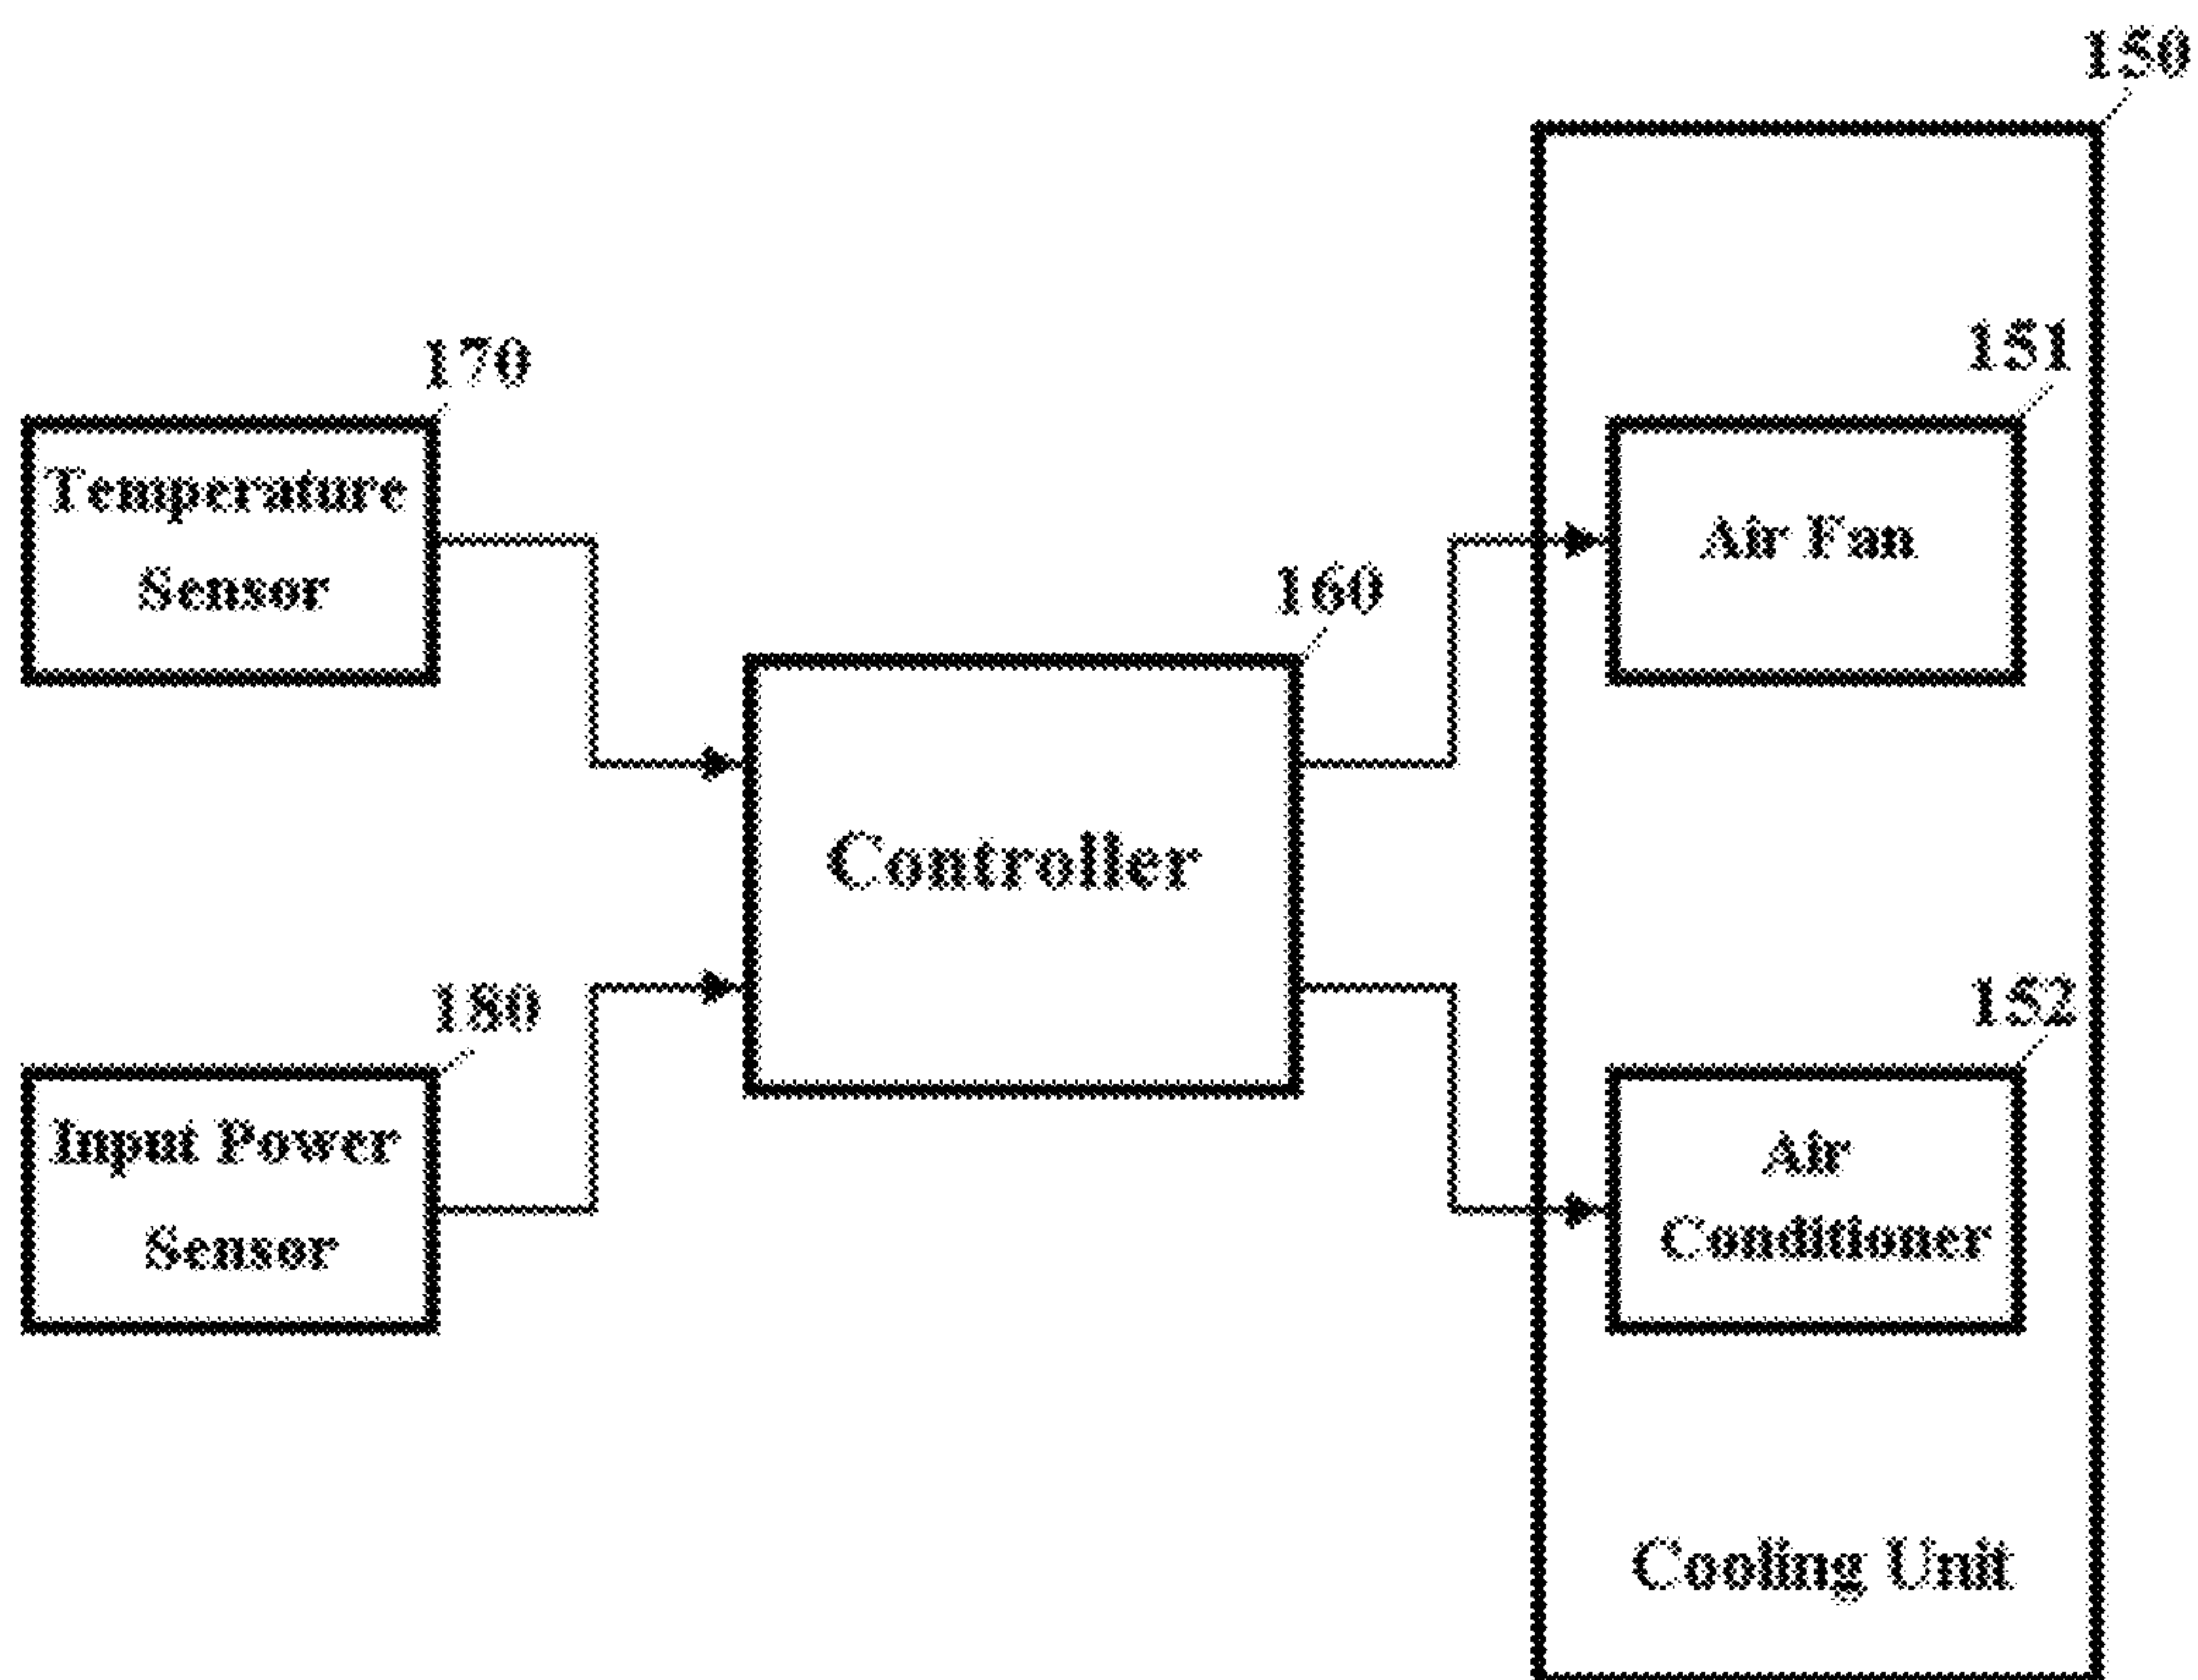 150
151
170
Temperature
Sensor
Air Fan
160
Controller
152
180
Input Power
Sensor
Air
Conditioner
Cooling Unit